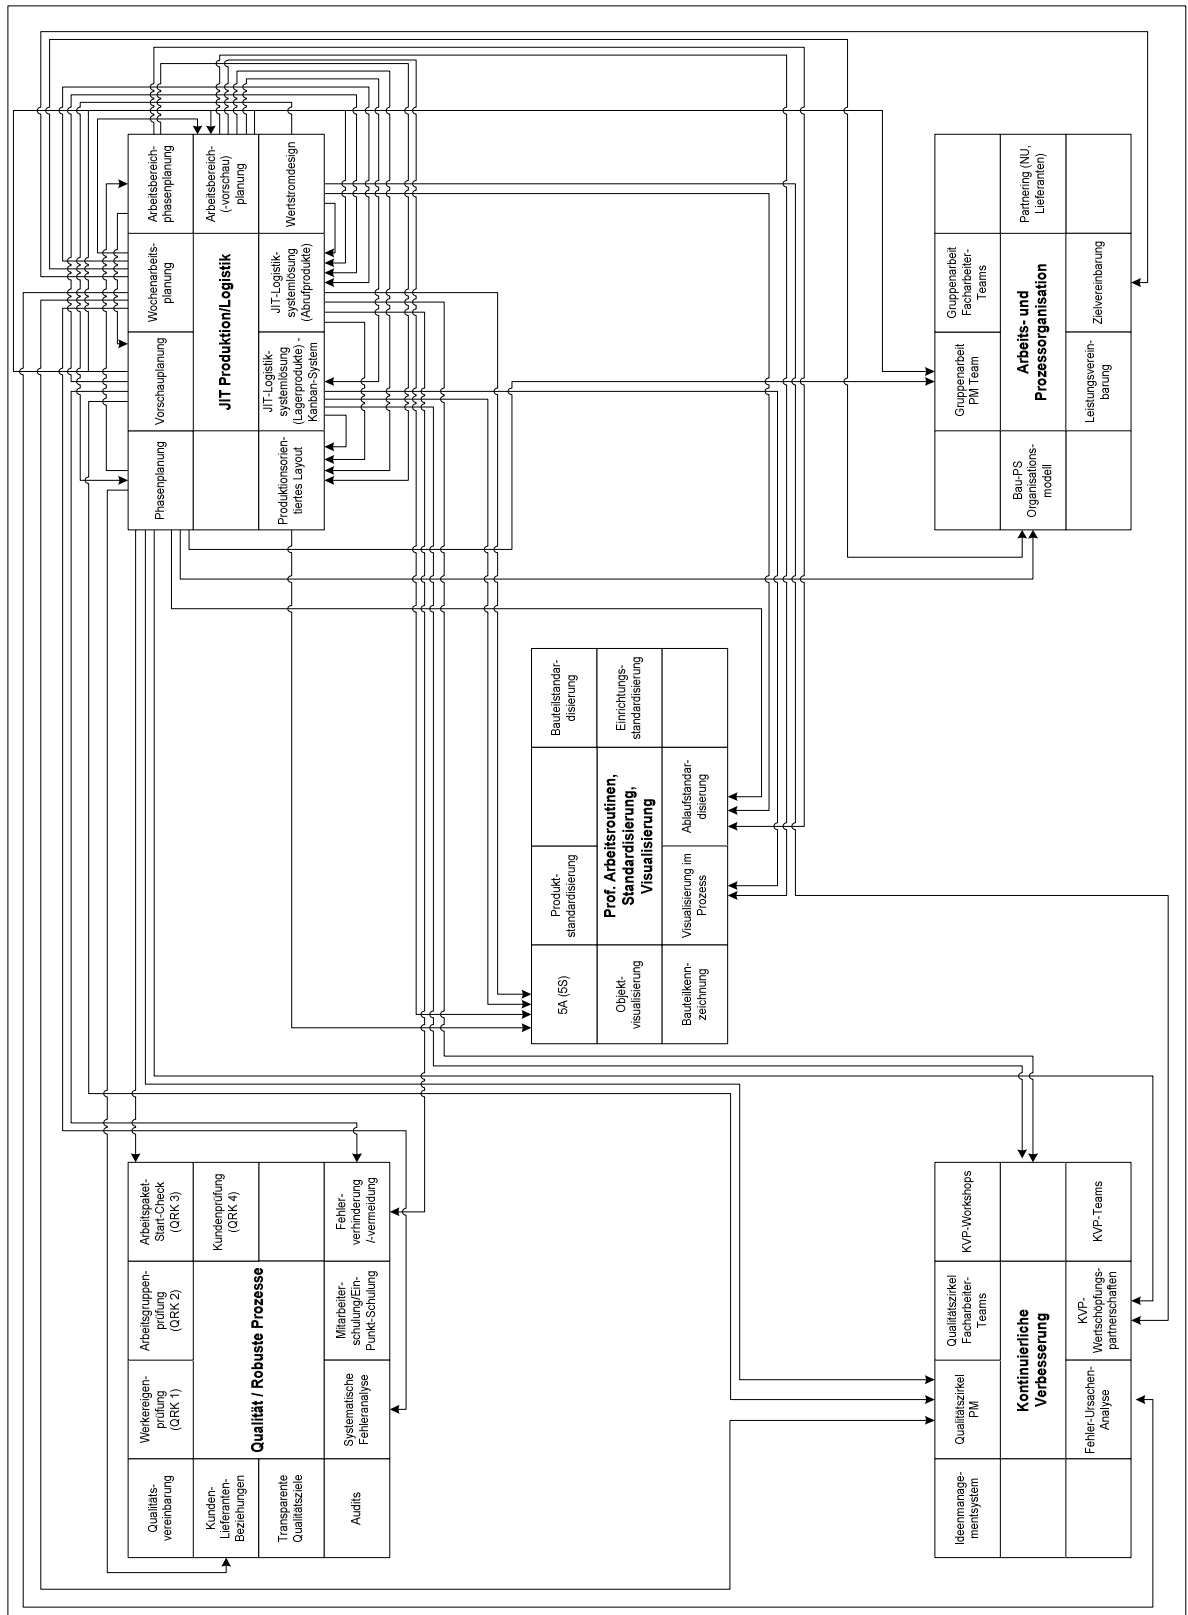 Qualitäts-
vereinbarung
Werkereigen-
prüfung
(QRK 1)
Arbeitsgruppen-
prüfung
(QRK 2)
Arbeitspaket-
Start-Check
(QRK 3)
Kunden-
Lieferanten-
Beziehungen
Qualität / Robuste Prozesse
Kundenprüfung
(QRK 4)
Transparente
Qualitätsziele
Audits
Systematische
Fehleranalyse
Mitarbeiter-
schulung/Ein-
Punkt-Schulung
Fehler-
verhinderung
/-vermeidung
Phasenplanung
Vorschauplanung
Wochenarbeits-
planung
Arbeitsbereich-
phasenplanung
JIT Produktion/Logistik
Arbeitsbereich-
(-vorschau)
planung
Produktionsorien-
tiertes Layout
JIT-Logistik-
systemlösung
(Lagerprodukte) -
Kanban-System
JIT-Logistik-
systemlösung
(Abrufprodukte)
Wertstromdesign
5A (5S)
Produkt-
standardisierung
Bauteilstandar-
disierung
Objekt-
visualisierung
Prof. Arbeitsroutinen,
Standardisierung,
Visualisierung
Einrichtungs-
standardisierung
Bauteilkenn-
zeichnung
Visualisierung im
Prozess
Ablaufstandar-
disierung
Ideenmanage-
mentsystem
Qualitätszirkel
PM
Qualitätszirkel
Facharbeiter-
Teams
KVP-Workshops
Kontinuierliche
Verbesserung
Fehler-Ursachen-
Analyse
KVP-
Wertschöpfungs-
partnerschaften
KVP-Teams
Bau-PS
Organisations-
modell
Gruppenarbeit
PM Team
Gruppenarbeit
Facharbeiter-
Teams
Arbeits- und
Prozessorganisation
Partnering (NU,
Lieferanten)
Leistungsverein-
barung
Zielvereinbarung